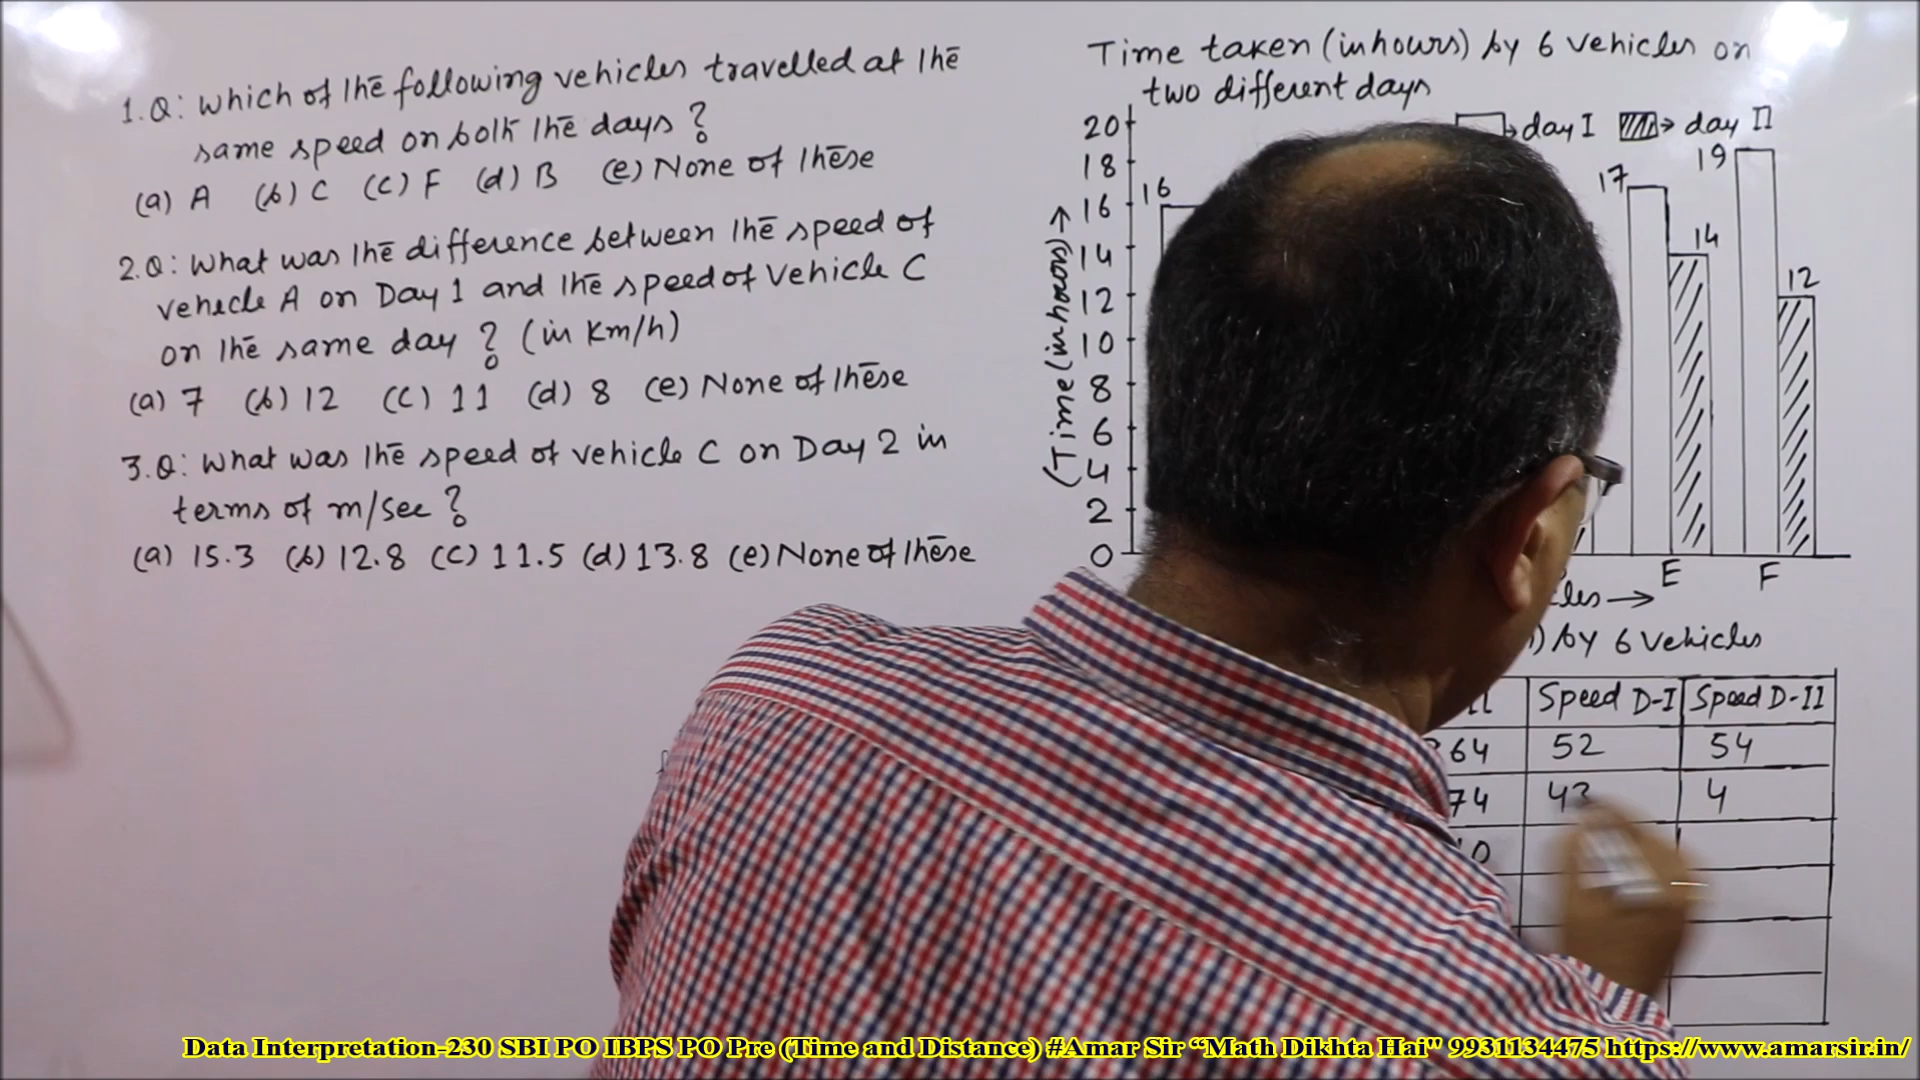 1.Q: Which of the following vehicles travelled at the
same speed on both the days?
(a) A (b) C (c) F (d) B (e) None of these
2.Q: What was the difference between the speed of
vehicle A on Day 1 and the speed of Vehicle C
on the same day? (in Km/h)
(a) 7 (b) 12 (c) 11 (d) 8 (e) None of these
3.Q: What was the speed of vehicle C on Day 2 in
terms of m/sec?
(a) 15.3 (b) 12.8 (c) 11.5 (d) 13.8 (e) None of these
Time taken (in hours) by 6 vehicles on
two different days
day I day II
20
18
16
14
12
10
8
6
4
2
0
(Time (in hours)
16
17
14
19
12
E F
by 6 vehicles
Speed D-I Speed D-II
64 52 54
74 43 4
Data Interpretation-230 SBI PO IBPS PO Pre (Time and Distance) #Amar Sir “Math Dikhta Hai" 9931134475 https://www.amarsir.in/